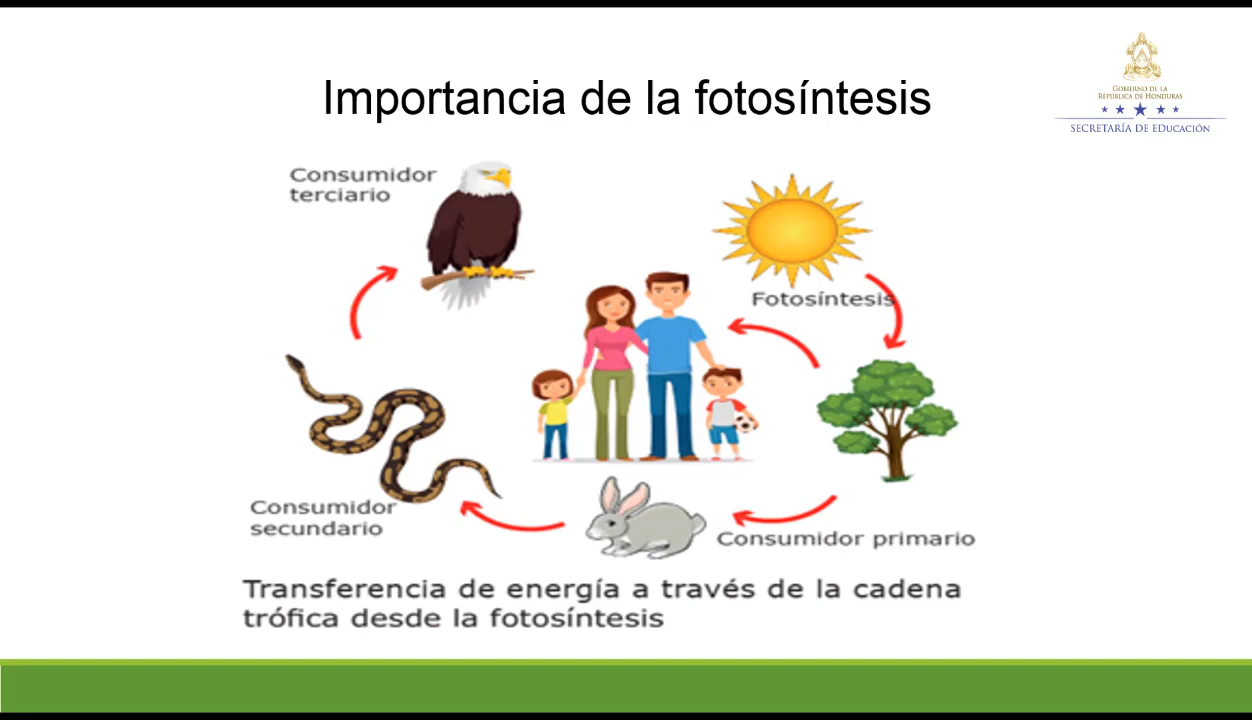 Importancia de la fotosíntesis
GOBIERNO DE LA
REPÚBLICA DE HONDURAS
SECRETARÍA DE EDUCACIÓN
Consumidor
terciario
Fotosíntesis
Consumidor
secundario
Consumidor primario
Transferencia de energía a través de la cadena
trófica desde la fotosíntesis